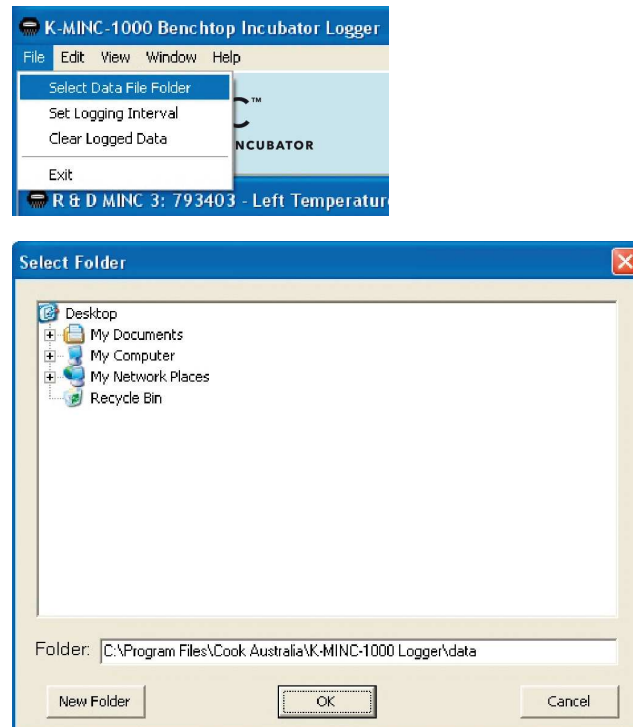 K-MINC-1000 Benchtop Incubator Logger
File Edit View Window Help
Select Data File Folder
Set Logging Interval
C™
Clear Logged Data
NCUBATOR
Exit
R & D MINC 3: 793403 - Left Temperatur
Select Folder
Desktop
My Documents
My Computer
My Network Places
Recycle Bin
Folder: C:\Program Files\Cook Australia\K-MINC-1000 Logger\data
New Folder OK Cancel